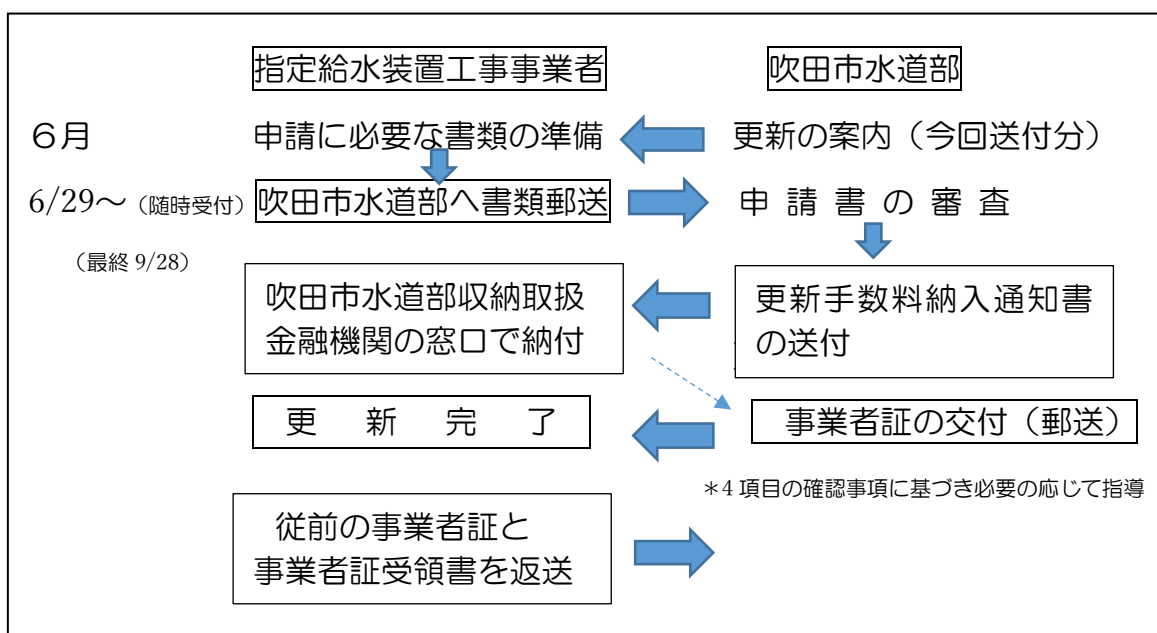 指定給水装置工事事業者
吹田市水道部
６月
申請に必要な書類の準備
更新の案内（今回送付分）
6/29～（随時受付）
吹田市水道部へ書類郵送
申請書の審査
（最終 9/28）
吹田市水道部収納取扱
金融機関の窓口で納付
更新手数料納入通知書
の送付
更新完了
事業者証の交付（郵送）
＊4 項目の確認事項に基づき必要の応じて指導
従前の事業者証と
事業者証受領書を返送